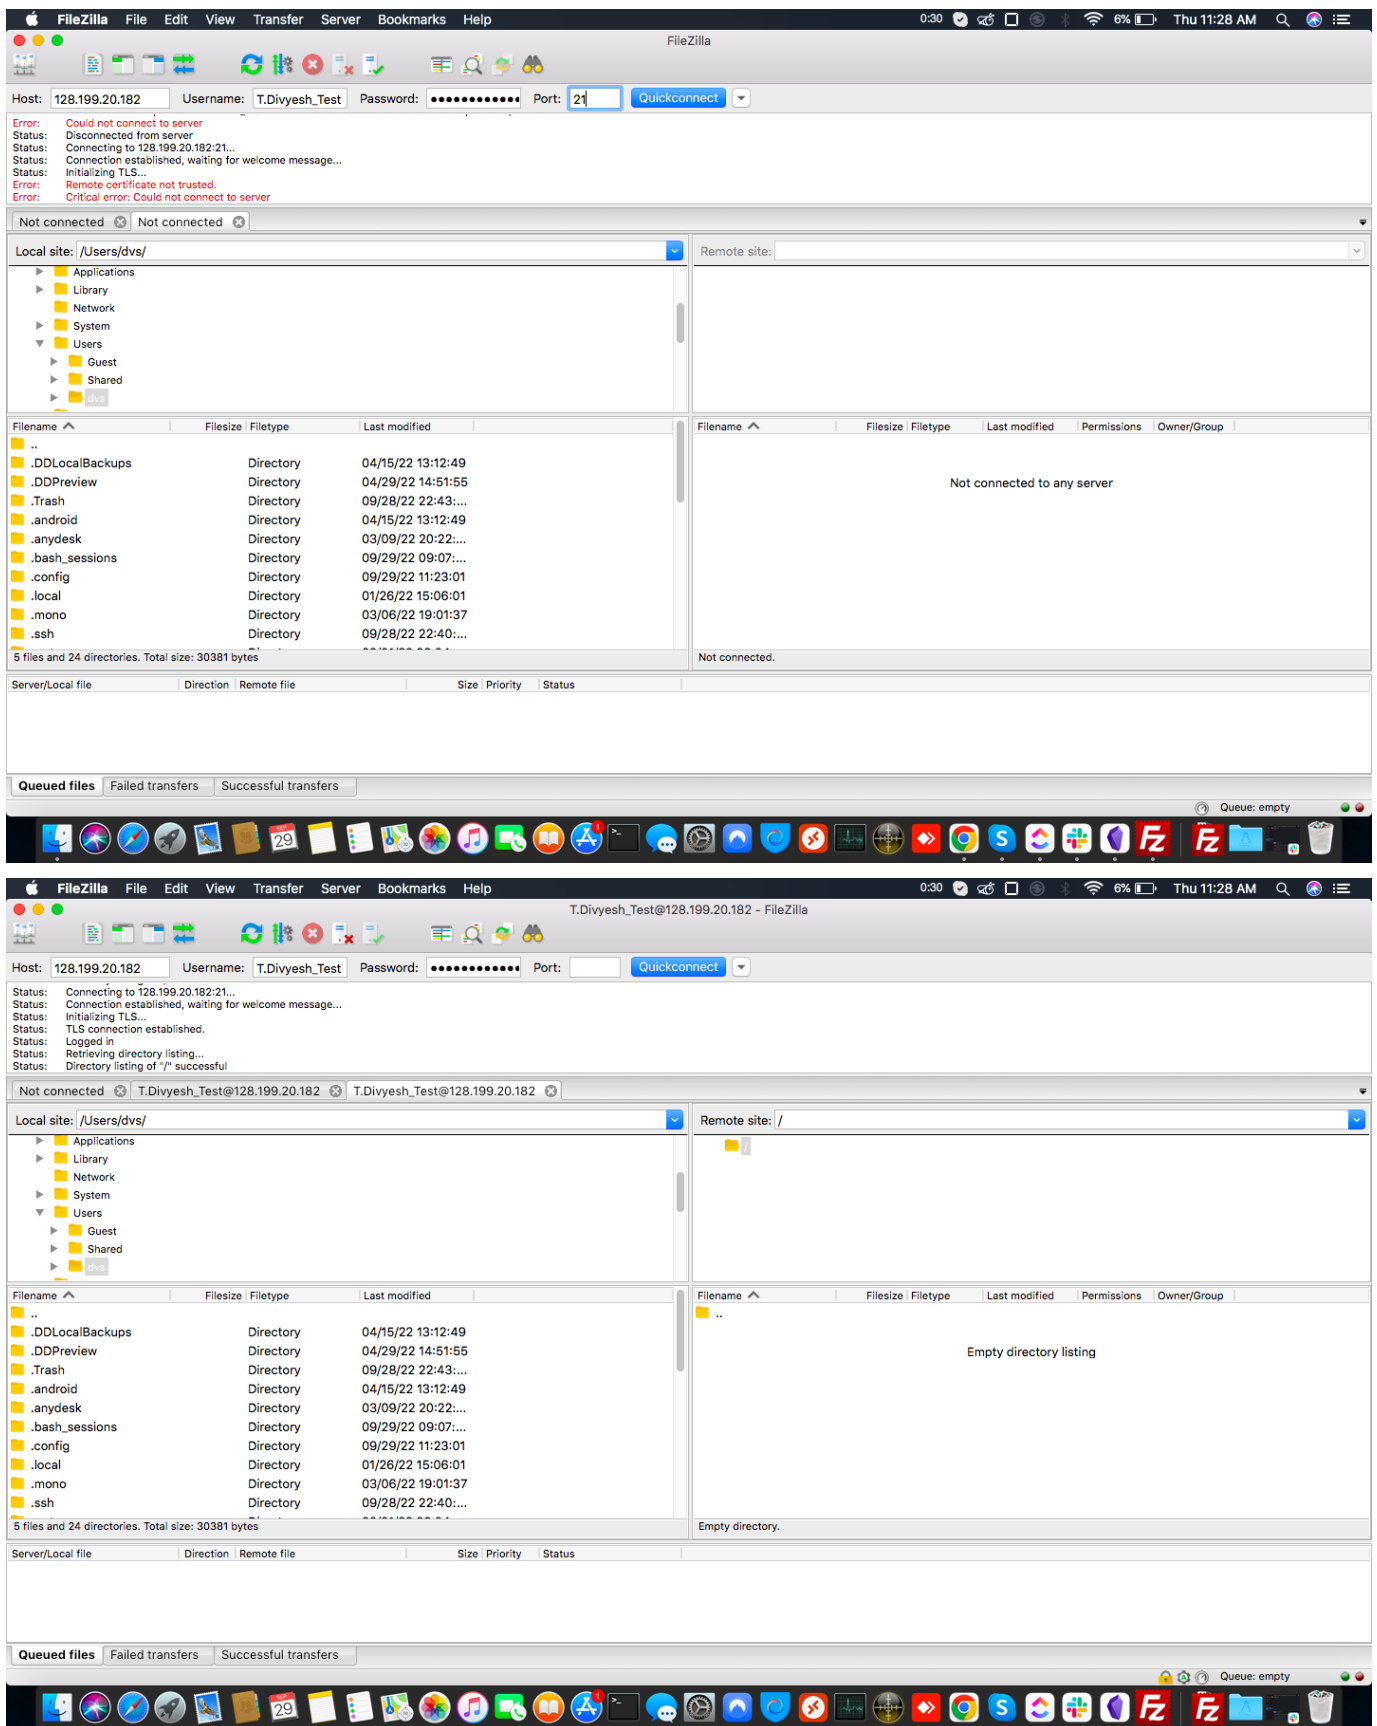 FileZilla File Edit View Transfer Server Bookmarks Help 0:30 6% Thu 11:28 AM
FileZilla
Host: 128.199.20.182 Username: T.Divyesh_Test Password: ●●●●●●●●●●●● Port: 21 Quickconnect
Error: Could not connect to server
Status: Disconnected from server
Status: Connecting to 128.199.20.182:21...
Status: Connection established, waiting for welcome message...
Status: Initializing TLS...
Error: Remote certificate not trusted.
Error: Critical error: Could not connect to server
Not connected Not connected
Local site: /Users/dvs/ Remote site:
Applications
Library
Network
System
Users
Guest
Shared
dvs
Filename Filesize Filetype Last modified Filename Filesize Filetype Last modified Permissions Owner/Group
..
.DDLocalBackups Directory 04/15/22 13:12:49
.DDPreview Directory 04/29/22 14:51:55 Not connected to any server
.Trash Directory 09/28/22 22:43:...
.android Directory 04/15/22 13:12:49
.anydesk Directory 03/09/22 20:22:...
.bash_sessions Directory 09/29/22 09:07:...
.config Directory 09/29/22 11:23:01
.local Directory 01/26/22 15:06:01
.mono Directory 03/06/22 19:01:37
.ssh Directory 09/28/22 22:40:...
5 files and 24 directories. Total size: 30381 bytes Not connected.
Server/Local file Direction Remote file Size Priority Status
Queued files Failed transfers Successful transfers
Queue: empty
SEP
29
1
FileZilla File Edit View Transfer Server Bookmarks Help 0:30 6% Thu 11:28 AM
T.Divyesh_Test@128.199.20.182 - FileZilla
Host: 128.199.20.182 Username: T.Divyesh_Test Password: ●●●●●●●●●●●● Port: Quickconnect
Status: Connecting to 128.199.20.182:21...
Status: Connection established, waiting for welcome message...
Status: Initializing TLS...
Status: TLS connection established.
Status: Logged in
Status: Retrieving directory listing...
Status: Directory listing of "/" successful
Not connected T.Divyesh_Test@128.199.20.182 T.Divyesh_Test@128.199.20.182
Local site: /Users/dvs/ Remote site: /
Applications /
Library
Network
System
Users
Guest
Shared
dvs
Filename Filesize Filetype Last modified Filename Filesize Filetype Last modified Permissions Owner/Group
.. ..
.DDLocalBackups Directory 04/15/22 13:12:49
.DDPreview Directory 04/29/22 14:51:55 Empty directory listing
.Trash Directory 09/28/22 22:43:...
.android Directory 04/15/22 13:12:49
.anydesk Directory 03/09/22 20:22:...
.bash_sessions Directory 09/29/22 09:07:...
.config Directory 09/29/22 11:23:01
.local Directory 01/26/22 15:06:01
.mono Directory 03/06/22 19:01:37
.ssh Directory 09/28/22 22:40:...
5 files and 24 directories. Total size: 30381 bytes Empty directory.
Server/Local file Direction Remote file Size Priority Status
Queued files Failed transfers Successful transfers
Queue: empty
SEP
29
1